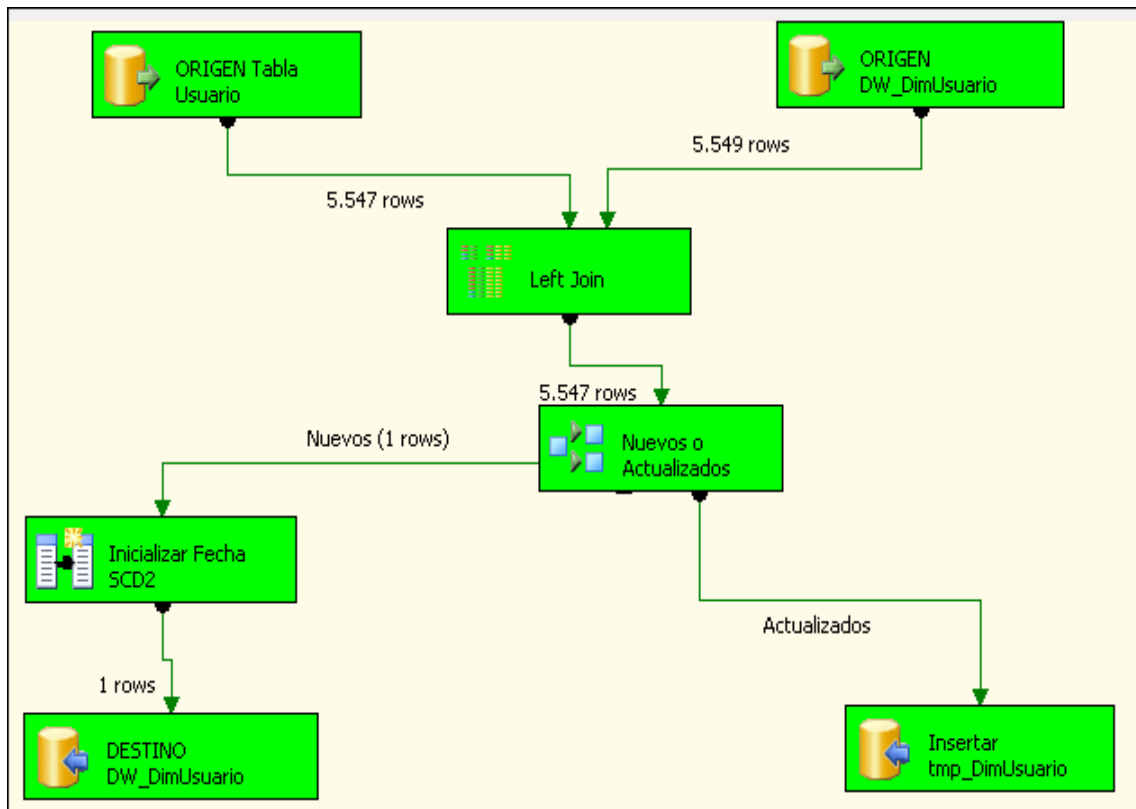 ORIGEN Tabla
Usuario
ORIGEN
DW_DimUsuario
5.549 rows
5.547 rows
Left Join
5.547 rows
Nuevos (1 rows)
Nuevos o
Actualizados
Inicializar Fecha
SCD2
Actualizados
1 rows
DESTINO
DW_DimUsuario
Insertar
tmp_DimUsuario